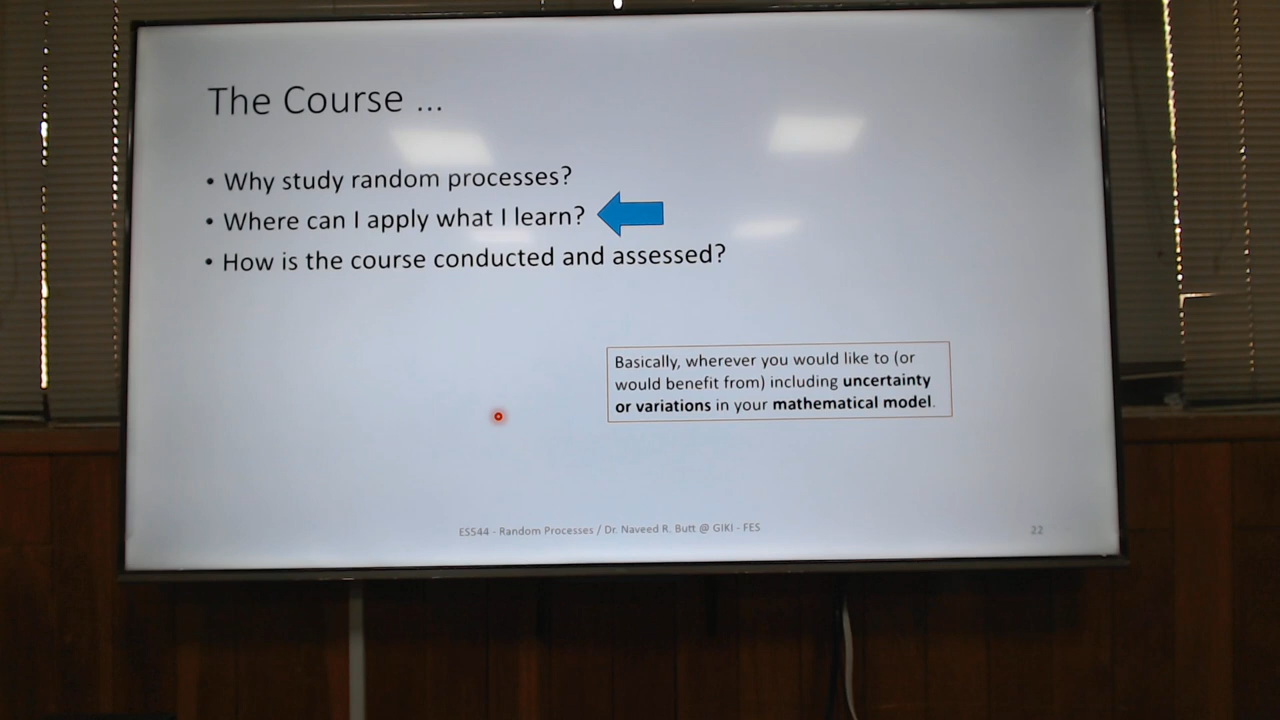 The Course ...
• Why study random processes?
• Where can I apply what I learn?
• How is the course conducted and assessed?
Basically, wherever you would like to (or
would benefit from) including uncertainty
or variations in your mathematical model.
ES544 - Random Processes / Dr. Naveed R. Butt @ GIKI - FES
22